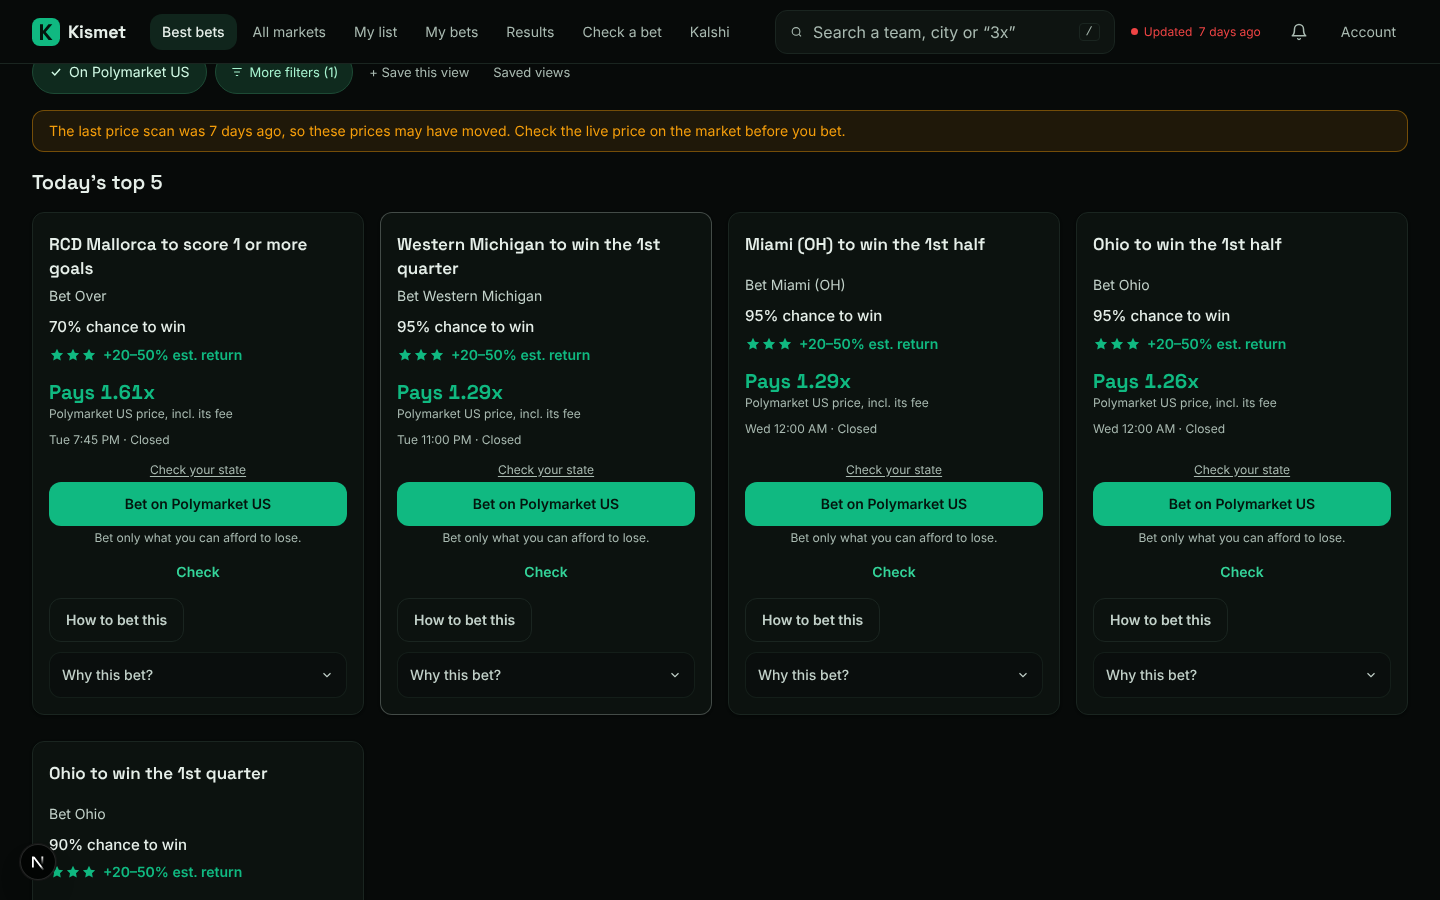 K Kismet Best bets All markets My list My bets Results Check a bet Kalshi Search a team, city or “3x” / Updated 7 days ago Account
On Polymarket US More filters (1) + Save this view Saved views
The last price scan was 7 days ago, so these prices may have moved. Check the live price on the market before you bet.
Today’s top 5
RCD Mallorca to score 1 or more
goals
Bet Over
70% chance to win
★★★ +20–50% est. return
Pays 1.61x
Polymarket US price, incl. its fee
Tue 7:45 PM · Closed
Check your state
Bet on Polymarket US
Bet only what you can afford to lose.
Check
How to bet this
Why this bet?
Western Michigan to win the 1st
quarter
Bet Western Michigan
95% chance to win
★★★ +20–50% est. return
Pays 1.29x
Polymarket US price, incl. its fee
Tue 11:00 PM · Closed
Check your state
Bet on Polymarket US
Bet only what you can afford to lose.
Check
How to bet this
Why this bet?
Miami (OH) to win the 1st half
Bet Miami (OH)
95% chance to win
★★★ +20–50% est. return
Pays 1.29x
Polymarket US price, incl. its fee
Wed 12:00 AM · Closed
Check your state
Bet on Polymarket US
Bet only what you can afford to lose.
Check
How to bet this
Why this bet?
Ohio to win the 1st half
Bet Ohio
95% chance to win
★★★ +20–50% est. return
Pays 1.26x
Polymarket US price, incl. its fee
Wed 12:00 AM · Closed
Check your state
Bet on Polymarket US
Bet only what you can afford to lose.
Check
How to bet this
Why this bet?
Ohio to win the 1st quarter
Bet Ohio
90% chance to win
N ★★★ +20–50% est. return